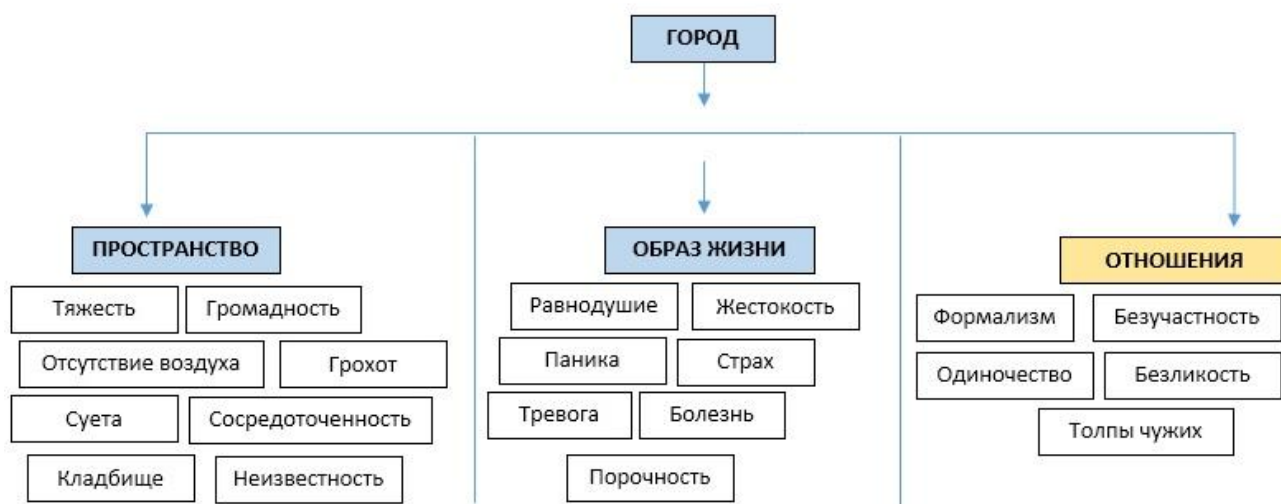 ГОРОД
ПРОСТРАНСТВО
Тяжесть
Громадность
Отсутствие воздуха
Грохот
Суета
Сосредоточенность
Кладбище
Неизвестность
ОБРАЗ ЖИЗНИ
Равнодушие
Жестокость
Паника
Страх
Тревога
Болезнь
Порочность
ОТНОШЕНИЯ
Формализм
Безучастность
Одиночество
Безликость
Толпы чужих